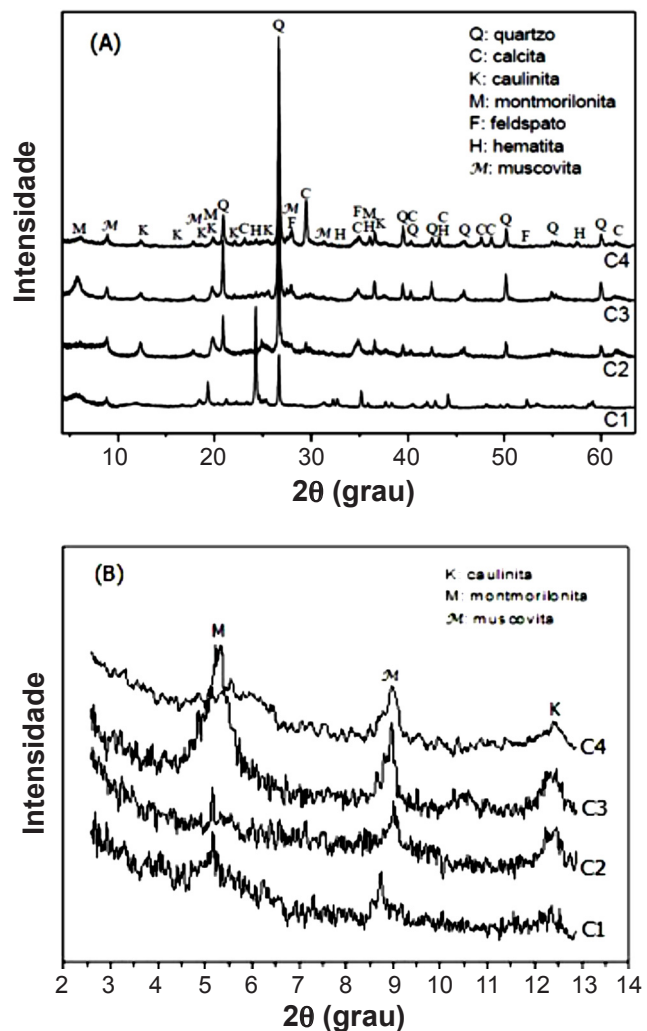 (A)
Q: quartzo
C: calcita
K: caulinita
M: montmorilonita
F: feldspato
H: hematita
ℳ: muscovita
Intensidade
Q
M ℳ K K ℳ K M K Q K C H K ℳ F C ℳ H F C M H K Q C C Q Q C H Q C C Q F Q H Q C
C4
C3
C2
C1
10 20 30 40 50 60
2θ (grau)
(B)
K: caulinita
M: montmorilonita
ℳ: muscovita
Intensidade
M
ℳ
K
C4
C3
C2
C1
2 3 4 5 6 7 8 9 10 11 12 13 14
2θ (grau)